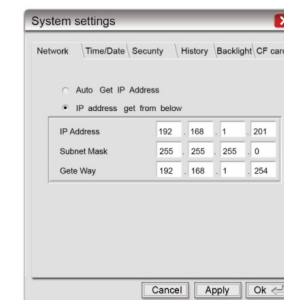 System settings
Network Time/Date Security History Backlight CF card
Auto Get IP Address
IP address get from below
IP Address 192 . 168 . 1 . 201
Subnet Mask 255 . 255 . 255 . 0
Gete Way 192 . 168 . 1 . 254
Cancel Apply Ok